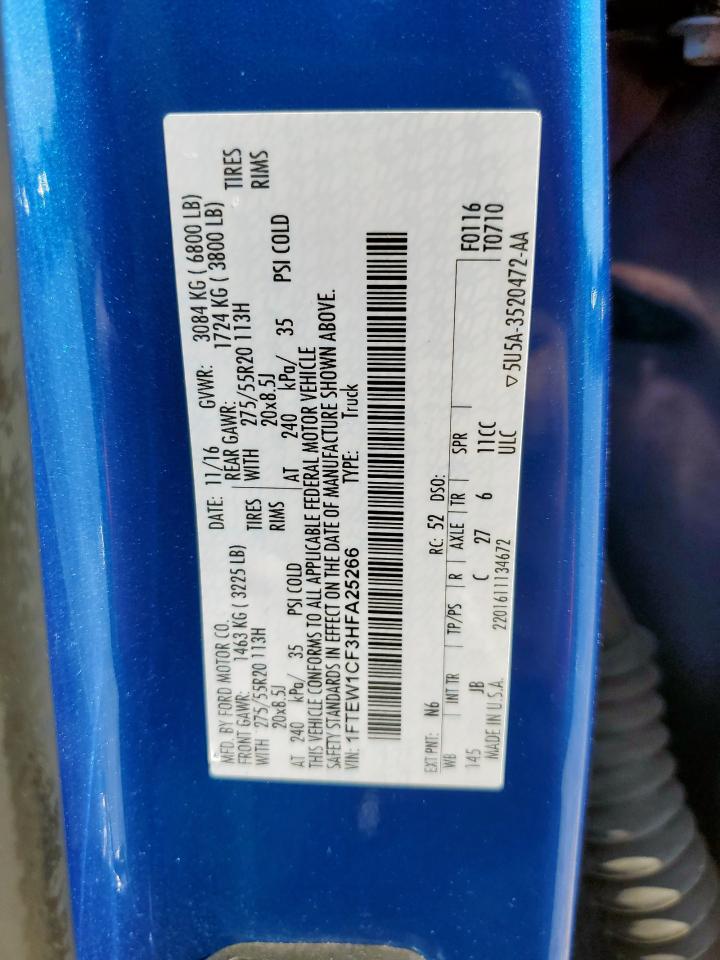 MFD. BY FORD MOTOR CO. DATE: 11/16 GVWR: 3084 KG ( 6800 LB)
FRONT GAWR: 1463 KG ( 3225 LB) REAR GAWR: 1724 KG ( 3800 LB)
WITH 275/55R20 113H TIRES WITH 275/55R20 113H TIRES
20x8.5J RIMS 20x8.5J RIMS
AT 240 kPa/ 35 PSI COLD AT 240 kPa/ 35 PSI COLD
THIS VEHICLE CONFORMS TO ALL APPLICABLE FEDERAL MOTOR VEHICLE
SAFETY STANDARDS IN EFFECT ON THE DATE OF MANUFACTURE SHOWN ABOVE.
VIN: 1FTEW1CF3HFA25266 TYPE: Truck
EXT PNT: N6 RC: 52 DSO: F0116
WB INT TR TP/PS R AXLE TR SPR T0710
145 JB C 27 6 11CC
MADE IN U.S.A. 2201611134672 ULC ▽5U5A-3520472-AA